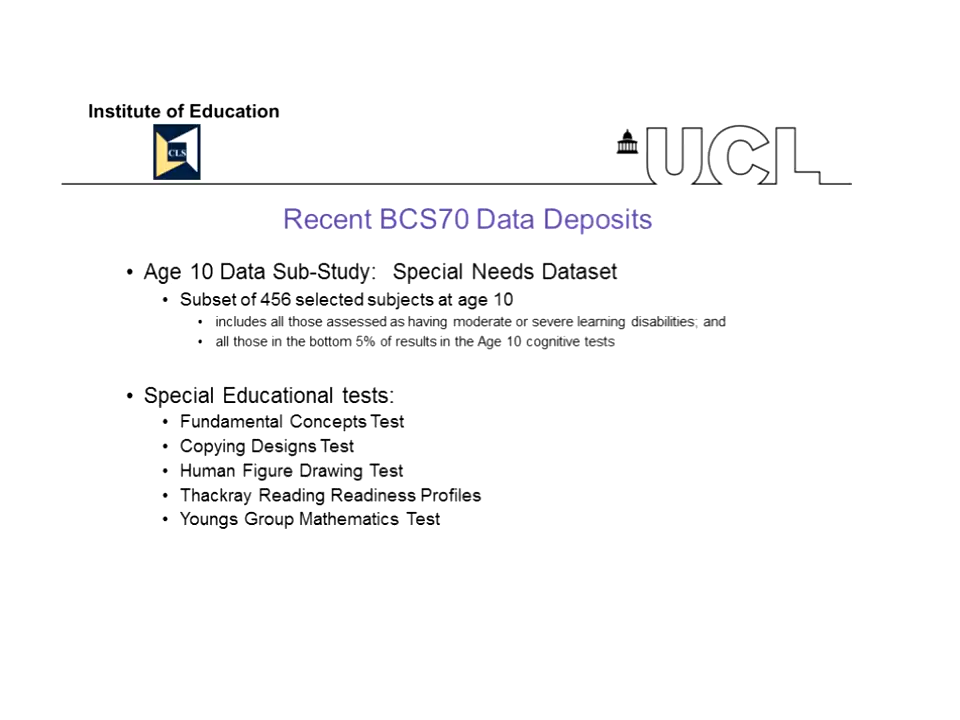 Institute of Education
CLS
UCL
Recent BCS70 Data Deposits
• Age 10 Data Sub-Study: Special Needs Dataset
• Subset of 456 selected subjects at age 10
• includes all those assessed as having moderate or severe learning disabilities; and
• all those in the bottom 5% of results in the Age 10 cognitive tests
• Special Educational tests:
• Fundamental Concepts Test
• Copying Designs Test
• Human Figure Drawing Test
• Thackray Reading Readiness Profiles
• Youngs Group Mathematics Test